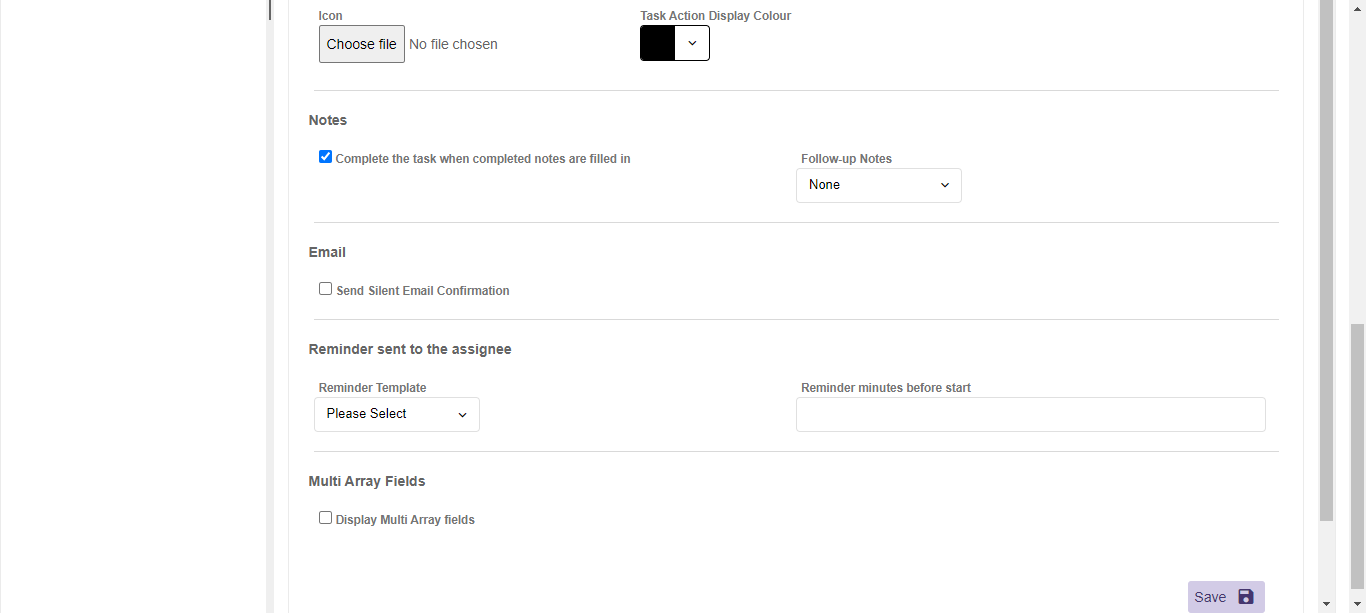 Icon Task Action Display Colour
Choose file No file chosen
Notes
Complete the task when completed notes are filled in Follow-up Notes
None
Email
Send Silent Email Confirmation
Reminder sent to the assignee
Reminder Template Reminder minutes before start
Please Select
Multi Array Fields
Display Multi Array fields
Save